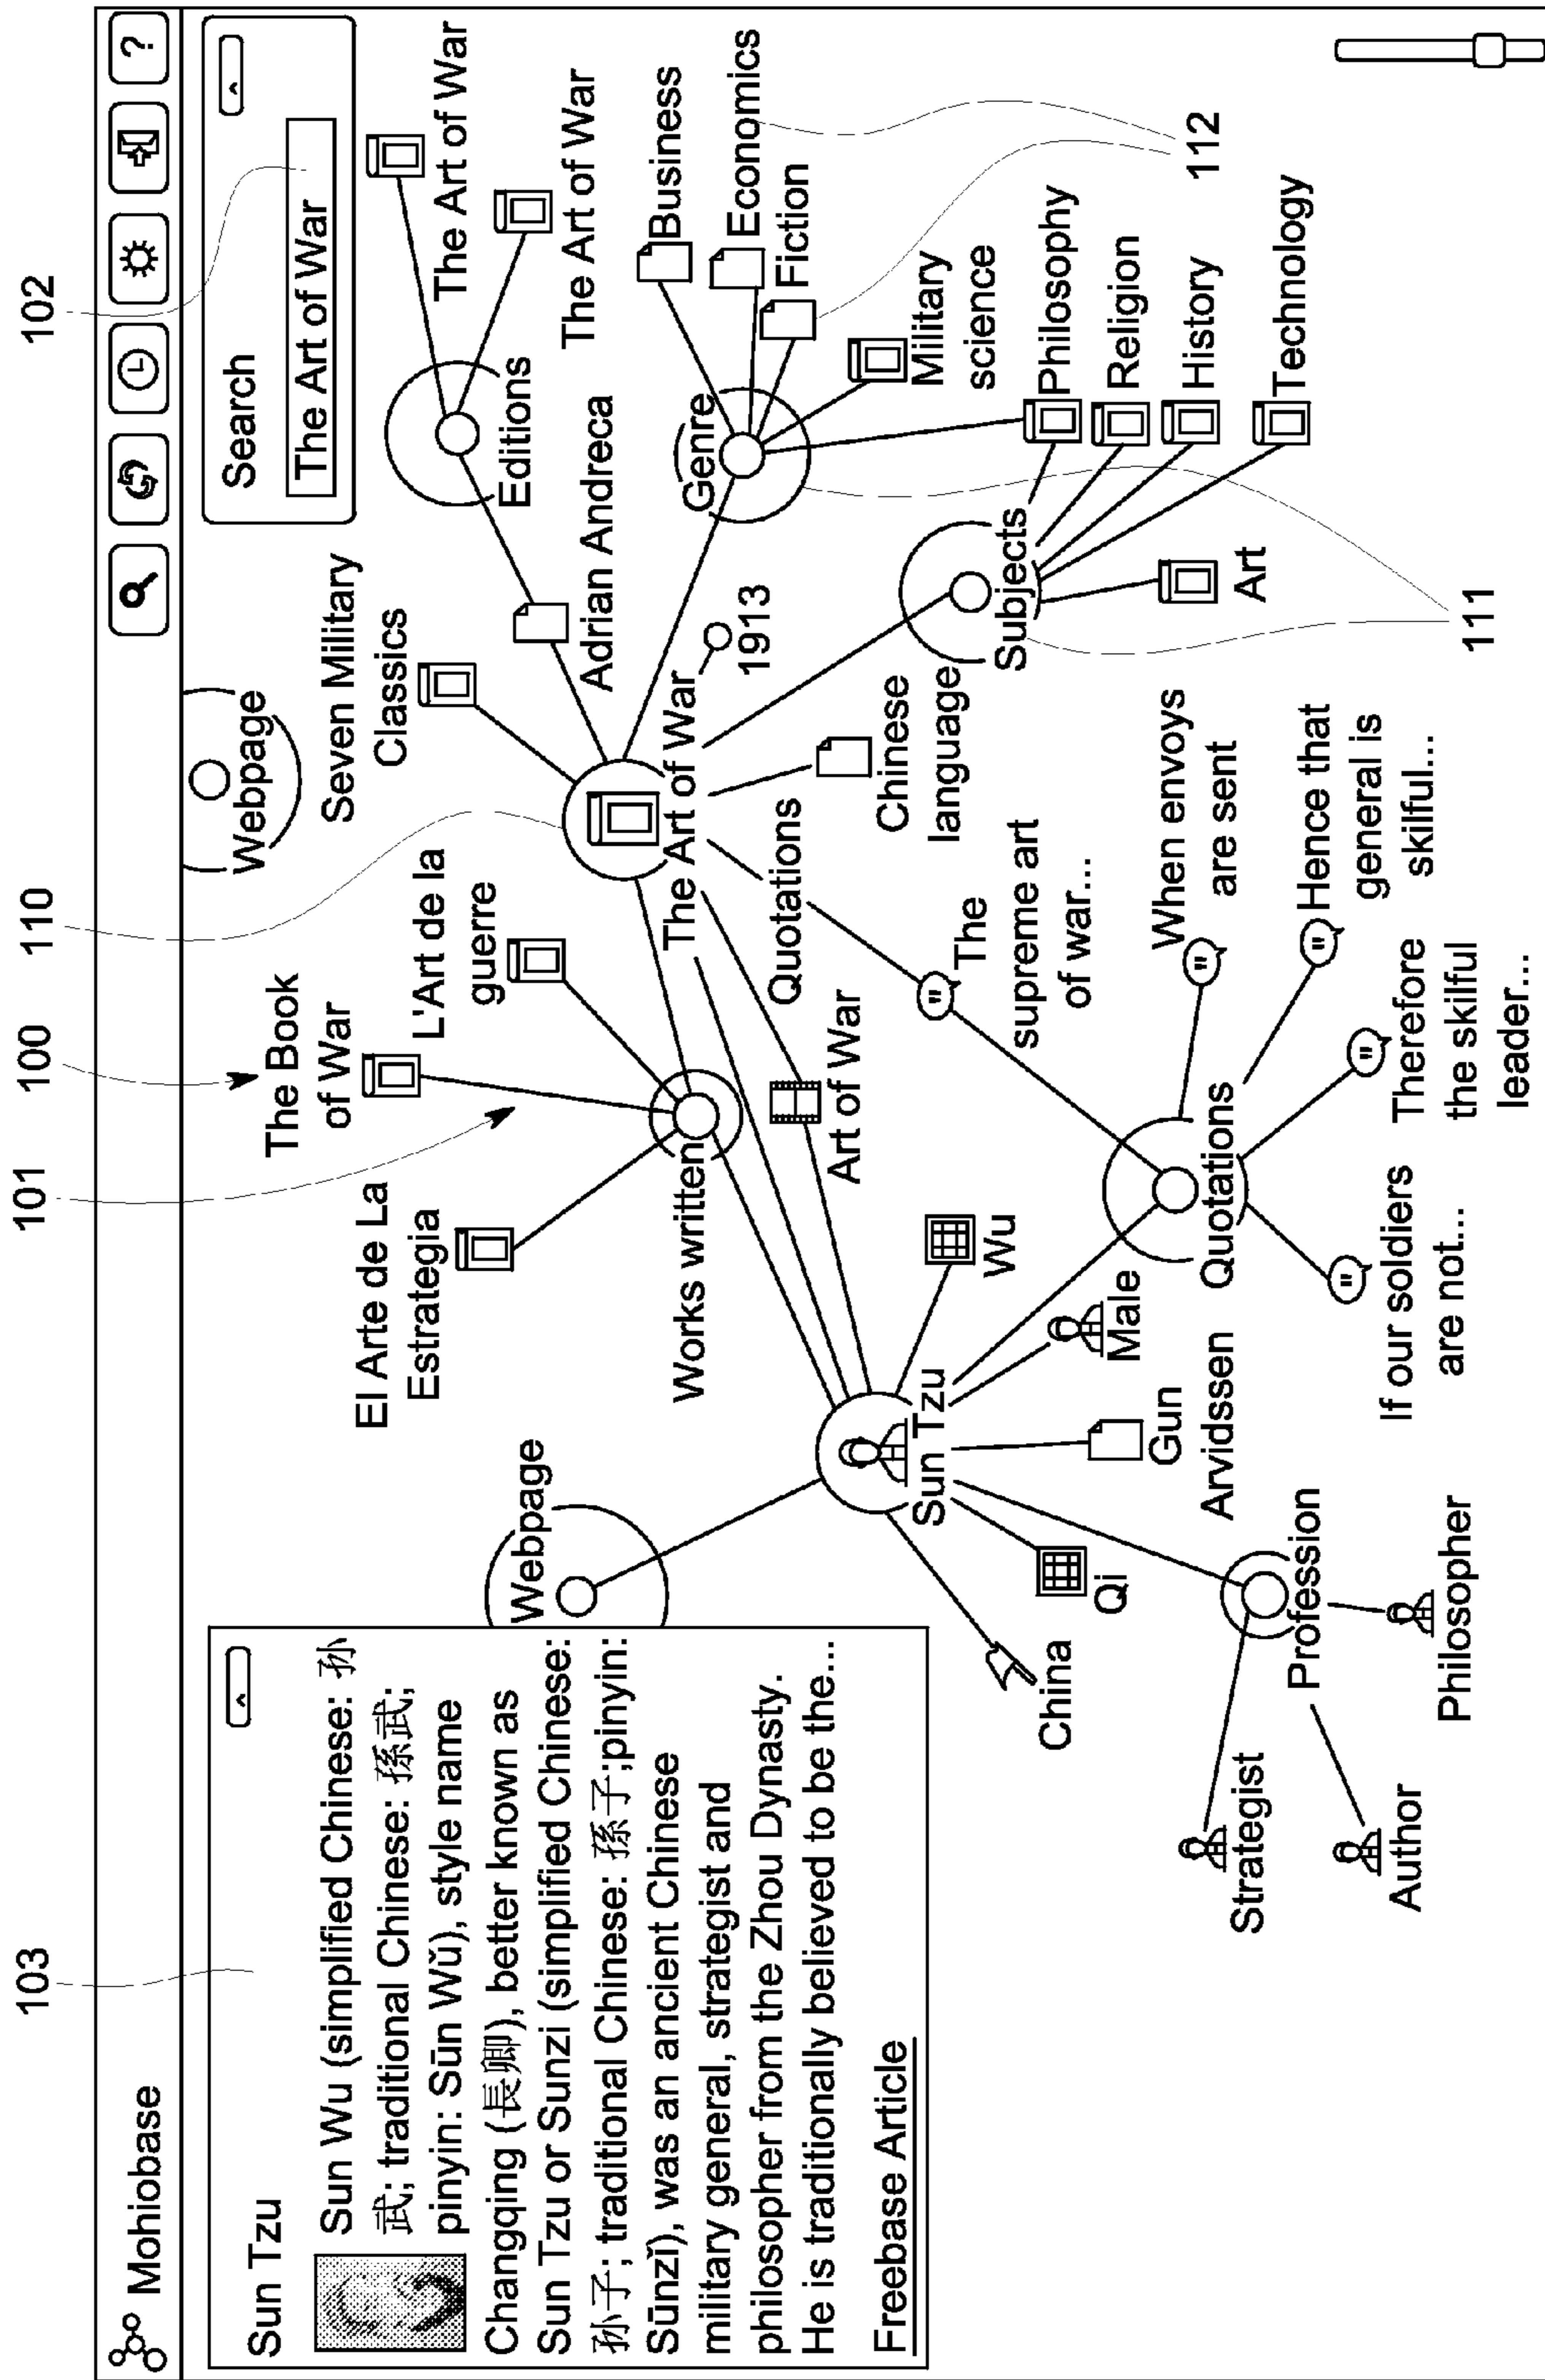 103
101
100
110
102
Mohiobase
?
Sun Tzu
Sun Wu (simplified Chinese: 孙
武; traditional Chinese: 孫武;
pinyin: Sūn Wǔ), style name
Changqing (長卿), better known as
Sun Tzu or Sunzi (simplified Chinese:
孙子; traditional Chinese: 孫子;pinyin:
Sūnzǐ), was an ancient Chinese
military general, strategist and
philosopher from the Zhou Dynasty.
He is traditionally believed to be the...
Freebase Article
Search
The Art of War
Webpage
Webpage
The Book
of War
El Arte de La
Estrategia
L'Art de la
guerre
Works written
Seven Military
Classics
Adrian Andreca
Editions
The Art of War
The Art of War
The Art of War
1913
Genre
Business
Economics
Fiction
Military
science
Philosophy
Religion
History
Technology
Subjects
Art
Chinese
language
Quotations
Art of War
The
supreme art
of war...
Sun Tzu
Wu
Male
Gun
Arvidssen
Qi
China
Profession
Strategist
Author
Philosopher
Quotations
When envoys
are sent
Hence that
general is
skilful...
Therefore
the skilful
leader...
If our soldiers
are not...
112
111